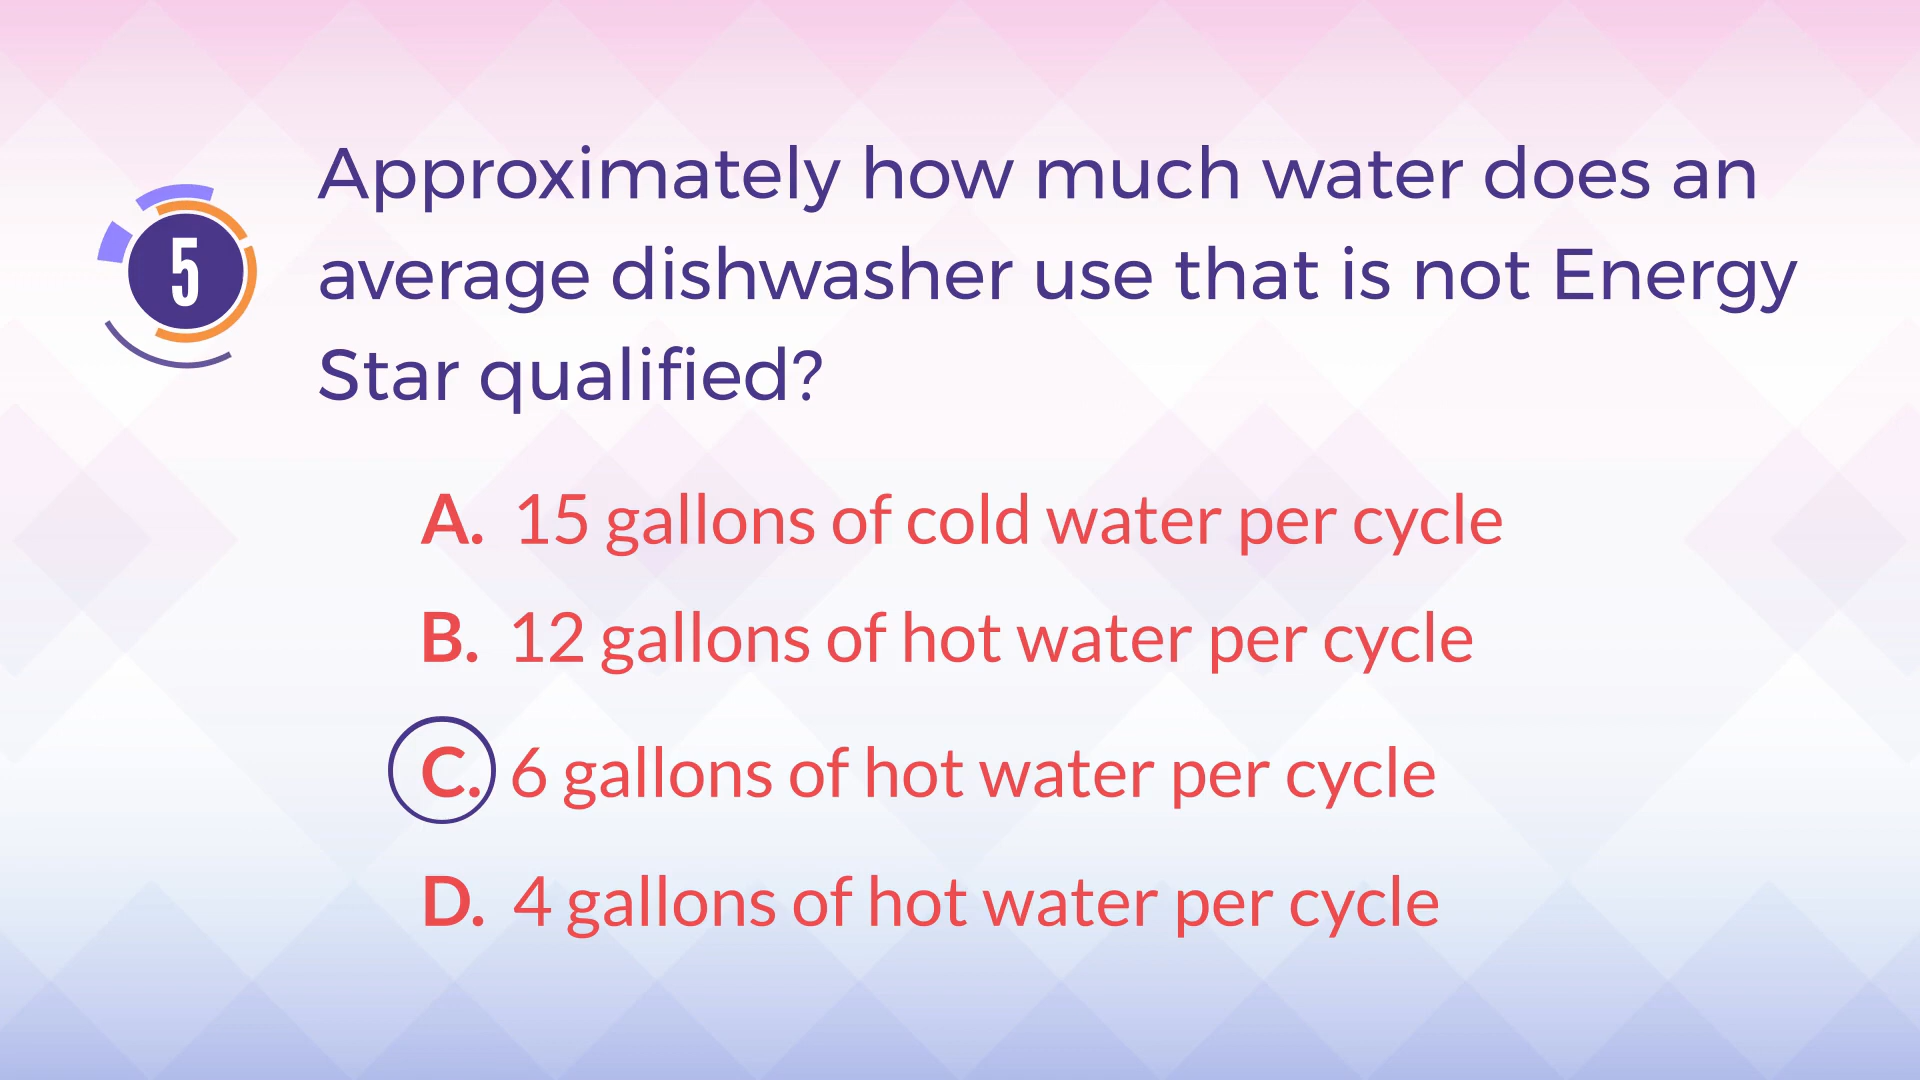 5
Approximately how much water does an
average dishwasher use that is not Energy
Star qualified?
A. 15 gallons of cold water per cycle
B. 12 gallons of hot water per cycle
C. 6 gallons of hot water per cycle
D. 4 gallons of hot water per cycle